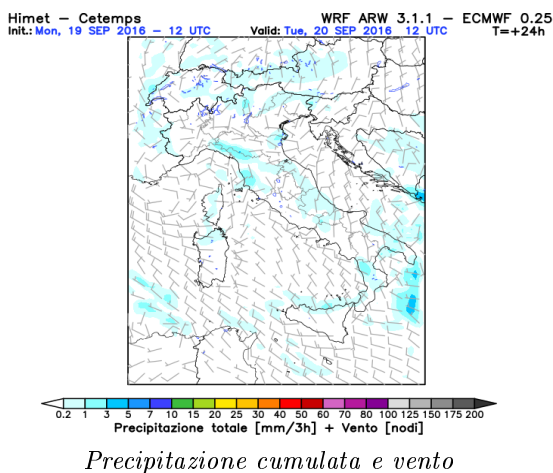 Himet – Cetemps WRF ARW 3.1.1 – ECMWF 0.25
Init.: Mon, 19 SEP 2016 – 12 UTC Valid: Tue, 20 SEP 2016 12 UTC T=+24h
0.2 1 3 5 7 10 15 20 25 30 40 50 60 70 80 100 125 150 175 200
Precipitazione totale [mm/3h] + Vento [nodi]
Precipitazione cumulata e vento